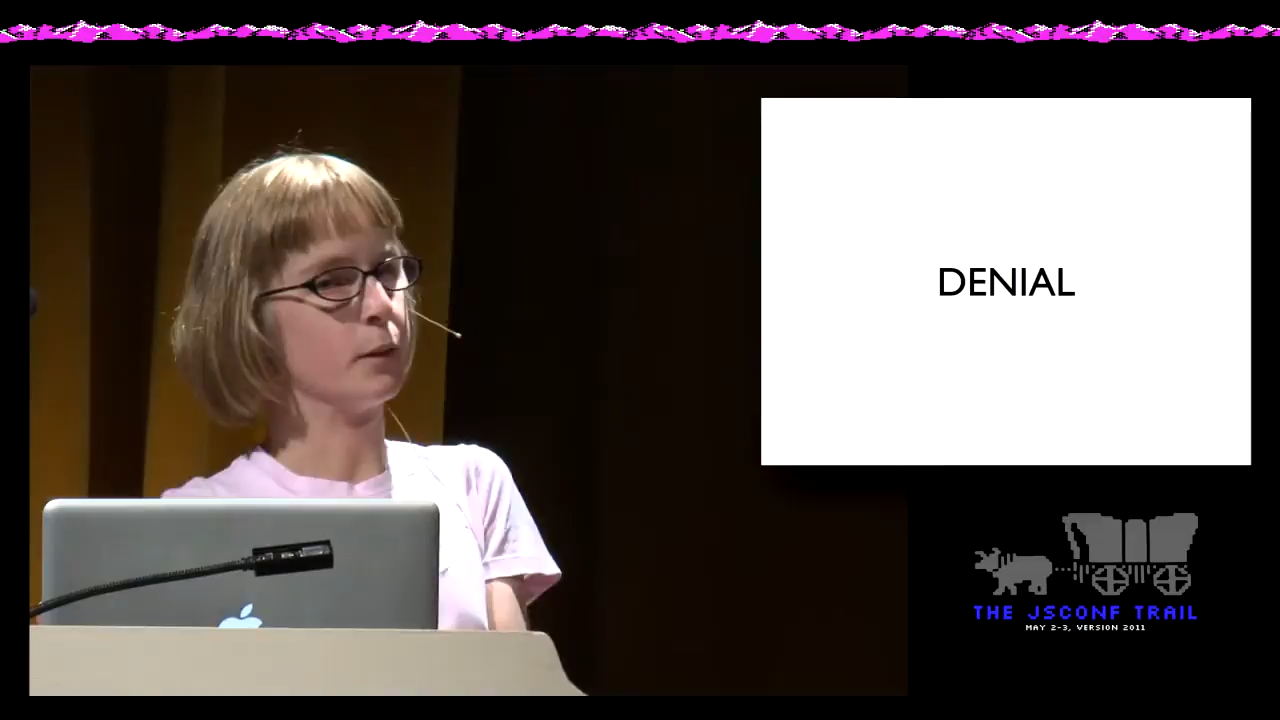 DENIAL
THE JSCONF TRAIL
MAY 2-3, VERSION 2011